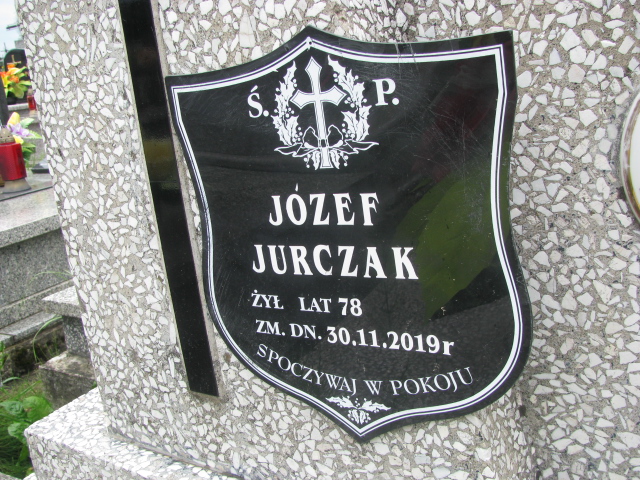 Ś. P.
JÓZEF
JURCZAK
ŻYŁ LAT 78
ZM. DN. 30.11.2019r
SPOCZYWAJ W POKOJU